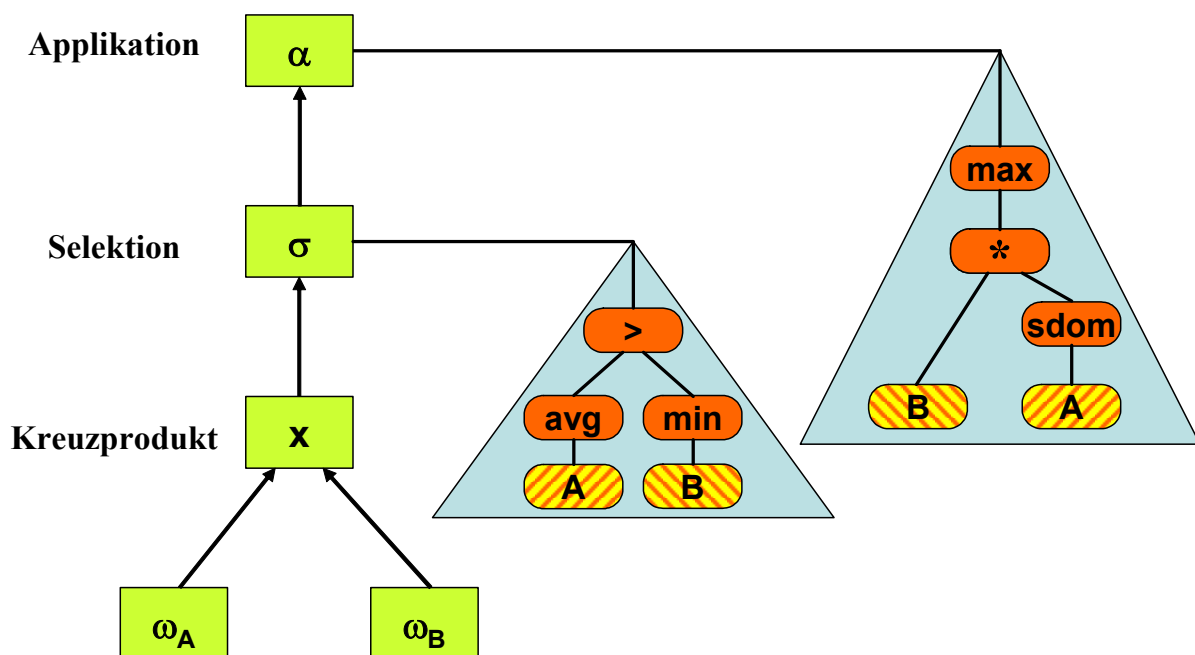 Applikation
α
max
*
sdom
B
A
Selektion
σ
>
avg
min
A
B
Kreuzprodukt
x
ωA
ωB